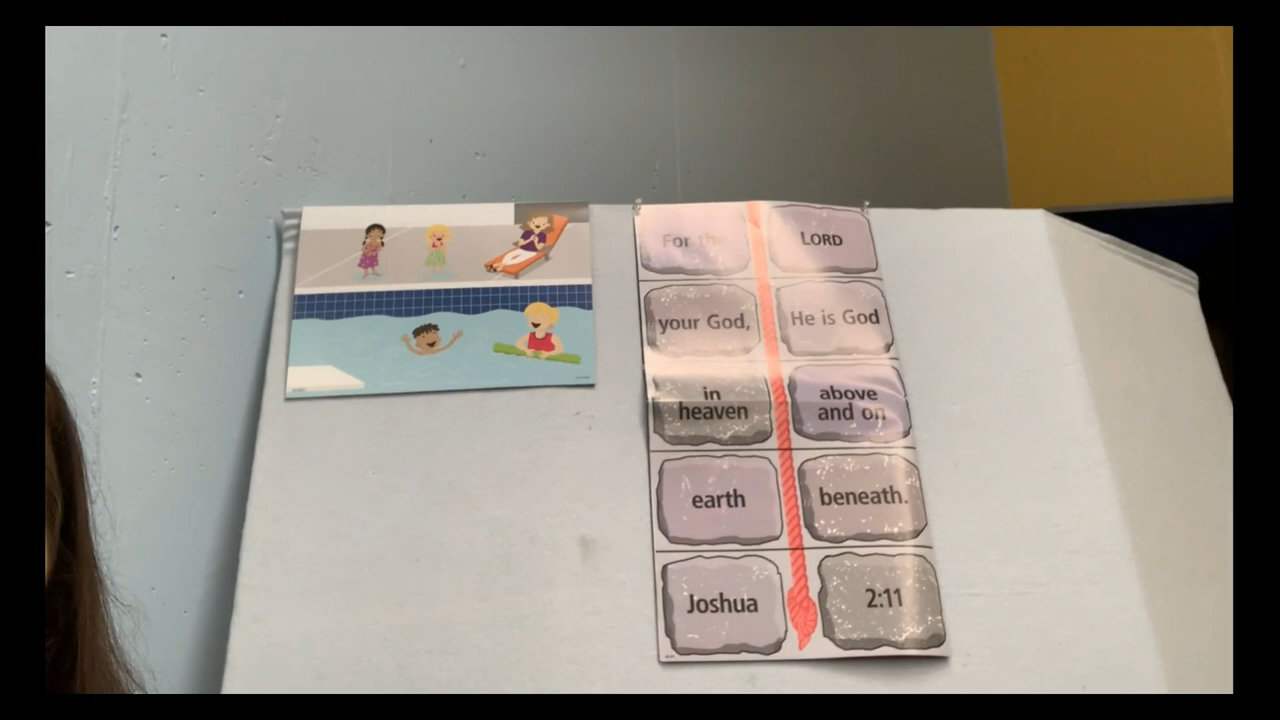 For the LORD
your God, He is God
in heaven above and on
earth beneath.
Joshua 2:11